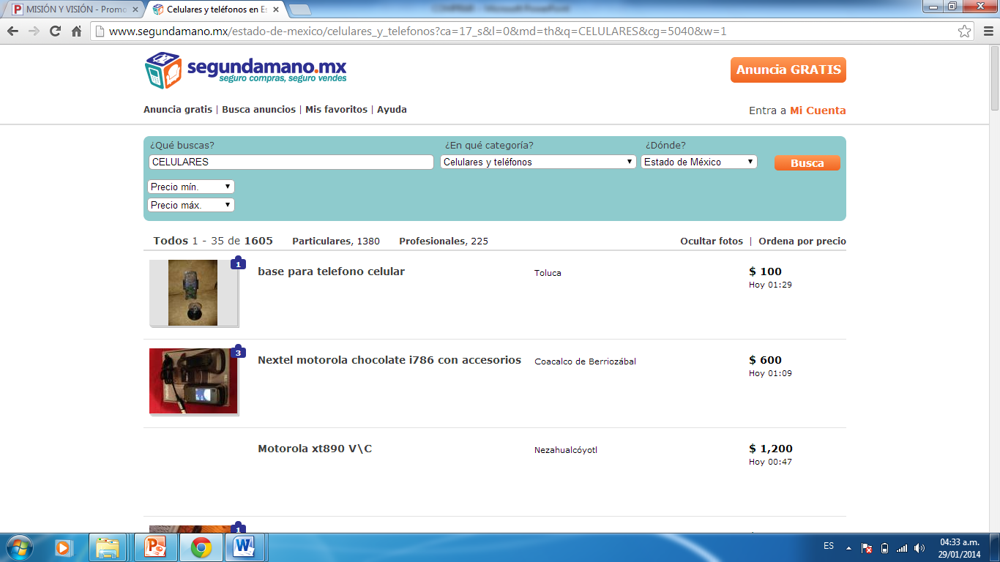 COMPRAR - Microsoft PowerPoint
MISIÓN Y VISIÓN - Promo
Celulares y teléfonos en Es
www.segundamano.mx/estado-de-mexico/celulares_y_telefonos?ca=17_s&l=0&md=th&q=CELULARES&cg=5040&w=1
segundamano.mx
seguro compras, seguro vendes
Anuncia GRATIS
Anuncia gratis | Busca anuncios | Mis favoritos | Ayuda
Entra a Mi Cuenta
¿Qué buscas? ¿En qué categoría? ¿Dónde?
CELULARES Celulares y teléfonos Estado de México Busca
Precio mín.
Precio máx.
Todos 1 - 35 de 1605 Particulares, 1380 Profesionales, 225 Ocultar fotos | Ordena por precio
1
base para telefono celular Toluca $ 100
Hoy 01:29
3
Nextel motorola chocolate i786 con accesorios Coacalco de Berriozábal $ 600
Hoy 01:09
Motorola xt890 V\C Nezahualcóyotl $ 1,200
Hoy 00:47
1
ES
04:33 a.m.
29/01/2014